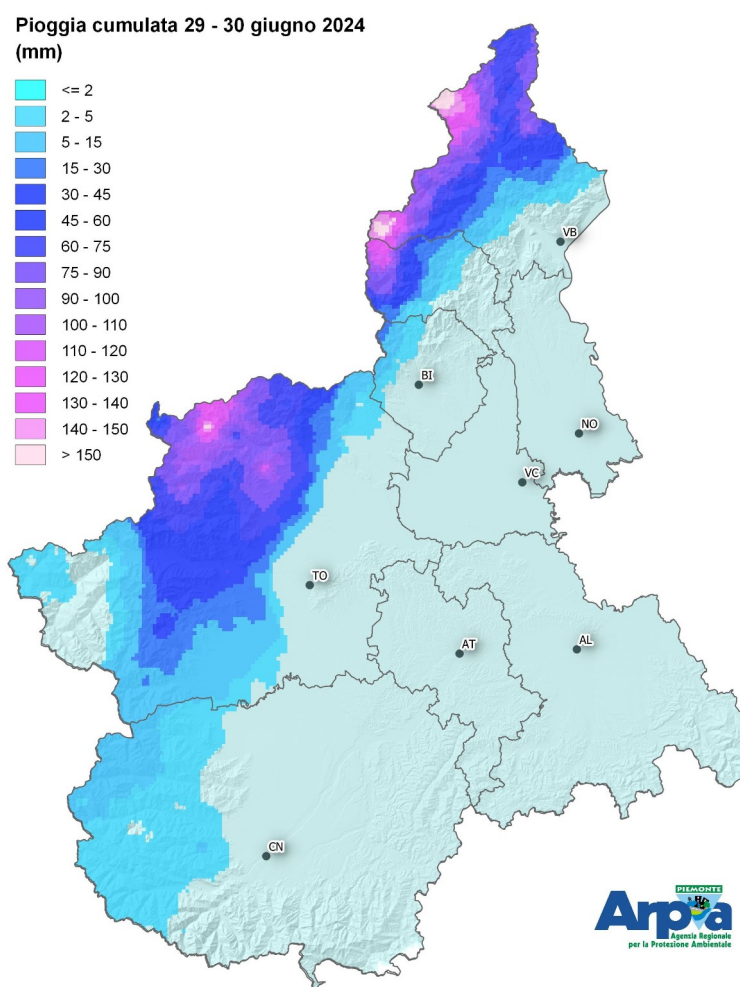 Pioggia cumulata 29 - 30 giugno 2024
(mm)
<= 2
2 - 5
5 - 15
15 - 30
30 - 45
45 - 60
60 - 75
75 - 90
90 - 100
100 - 110
110 - 120
120 - 130
130 - 140
140 - 150
> 150
VB
BI
NO
VC
TO
AT
AL
CN
PIEMONTE
Arpa
Agenzia Regionale
per la Protezione Ambientale